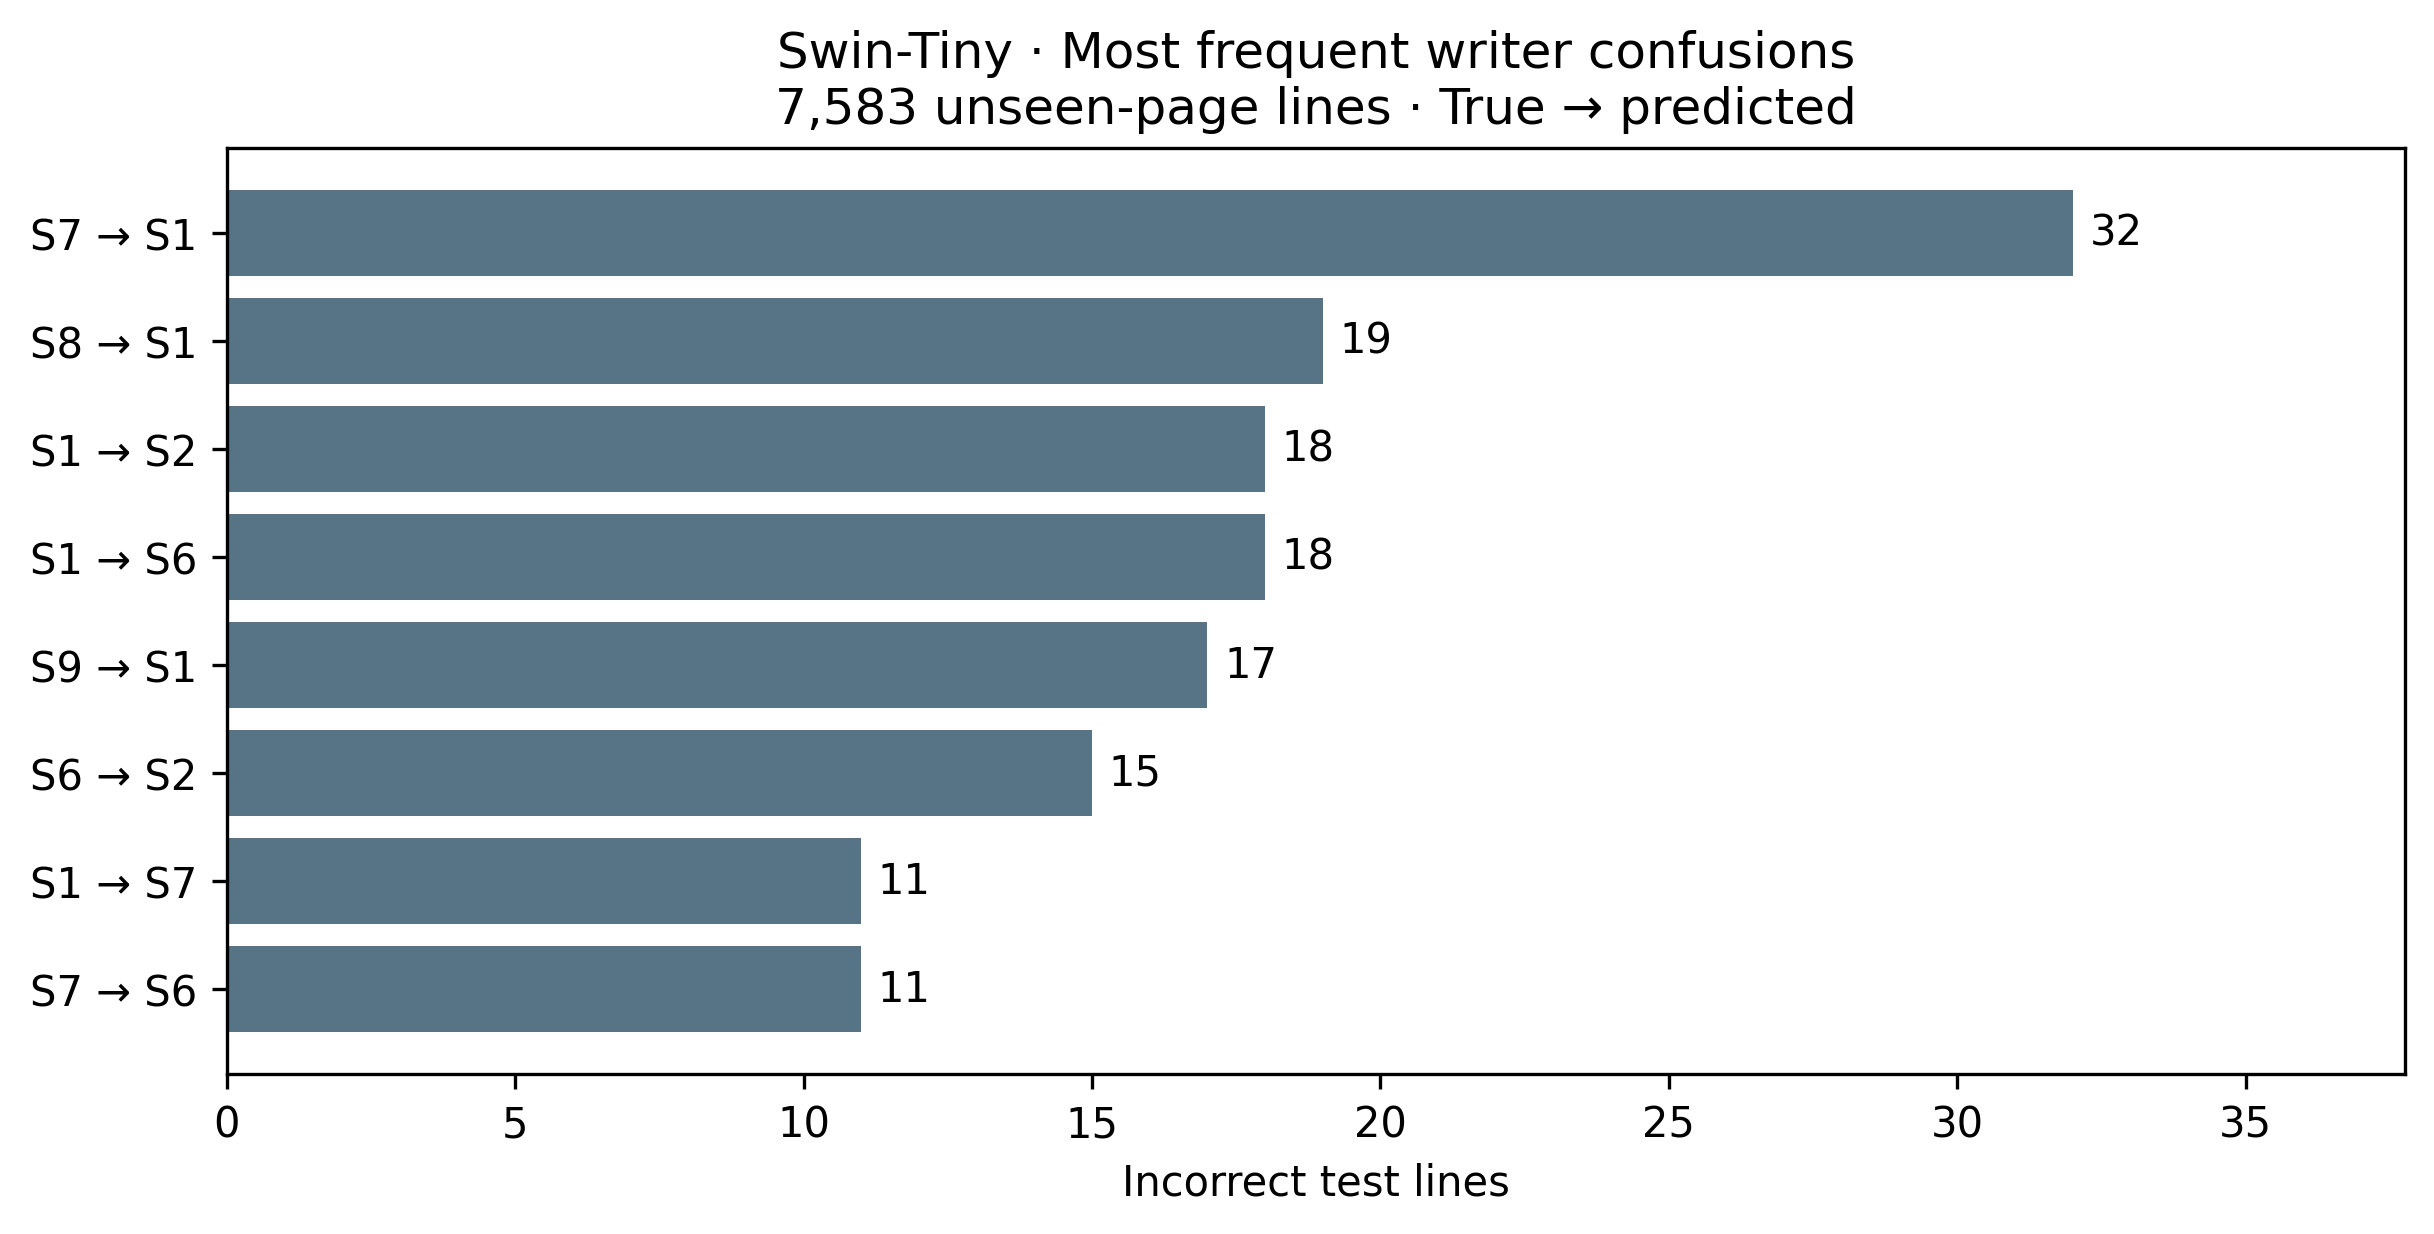 Swin-Tiny · Most frequent writer confusions
7,583 unseen-page lines · True → predicted
S7 → S1 32
S8 → S1 19
S1 → S2 18
S1 → S6 18
S9 → S1 17
S6 → S2 15
S1 → S7 11
S7 → S6 11
0 5 10 15 20 25 30 35
Incorrect test lines